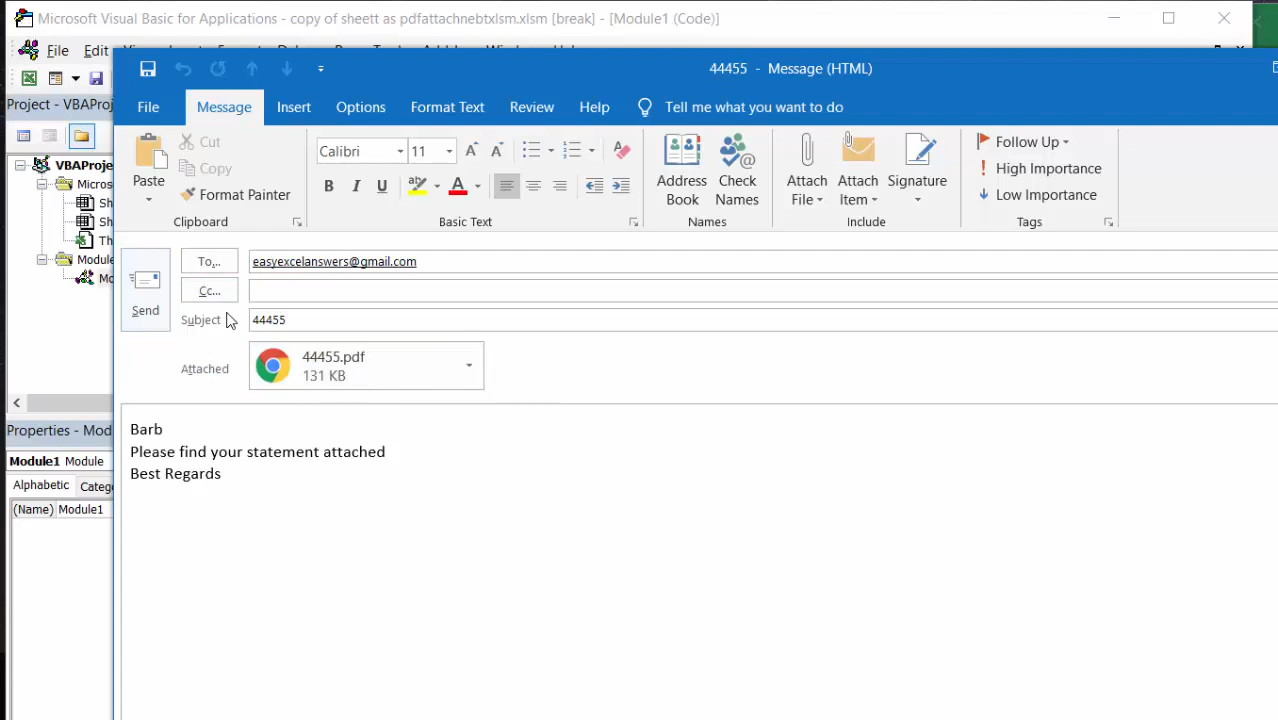 Microsoft Visual Basic for Applications - copy of sheett as pdfattachnebtxlsm.xlsm [break] - [Module1 (Code)]
File Edit
44455 - Message (HTML)
File Message Insert Options Format Text Review Help Tell me what you want to do
Project - VBAProj
VBAProje
Micros
Sh
Sh
Th
Module
Mo
Paste
Cut
Copy
Format Painter
Clipboard
Calibri 11
B I U A
Basic Text
Address Book
Check Names
Names
Attach File
Attach Item
Signature
Include
Follow Up
High Importance
Low Importance
Tags
Send
To... easyexcelanswers@gmail.com
Cc...
Subject 44455
Attached 44455.pdf
131 KB
Barb
Please find your statement attached
Best Regards
Properties - Mod
Module1 Module
Alphabetic Catego
(Name) Module1